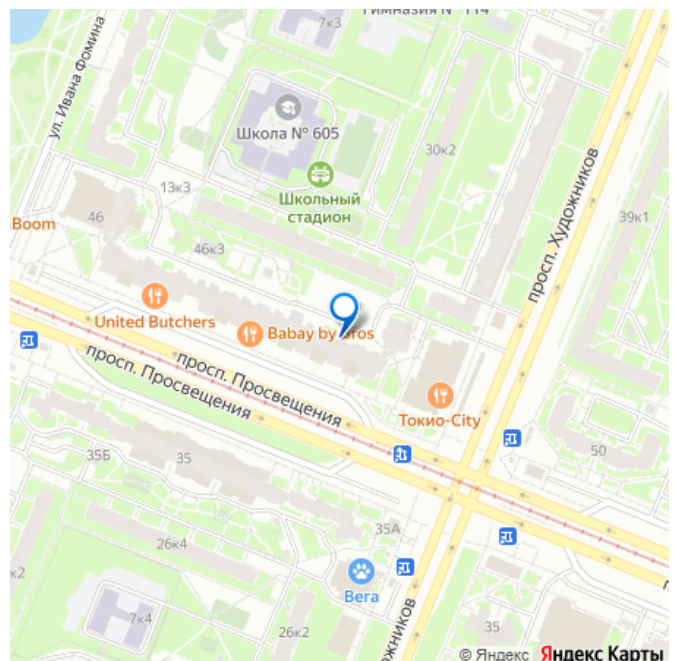 Гимназия № 114
7к3
ул. Ивана Фомина
Школа № 605
30к2
просп. Художников
13к3
Школьный
стадион
39к1
46
Boom
46к3
United Butchers
Babay by Bros
просп. Просвещения
просп. Просвещения
Токио-City
35Б
35
50
35А
26к4
к2
Вега
7к4
26к2
35
ожников
© Яндекс Яндекс Карты